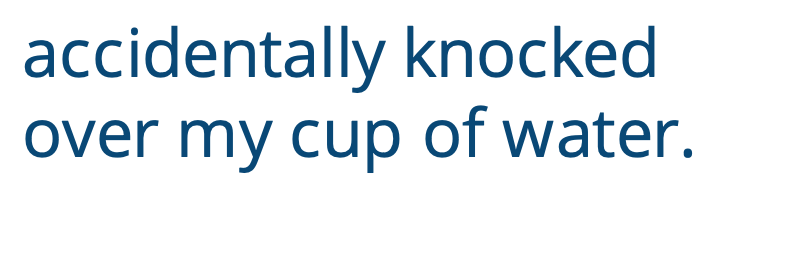 accidentally knocked
over my cup of water.